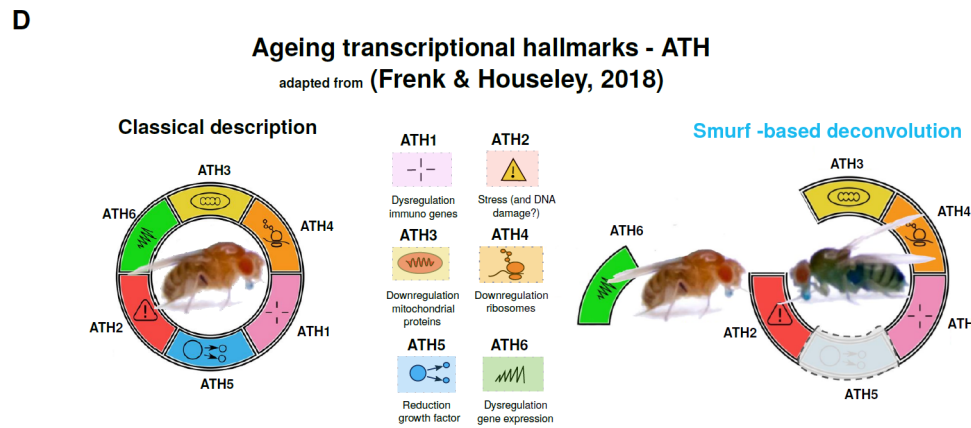 D
Ageing transcriptional hallmarks - ATH
adapted from (Frenk & Houseley, 2018)
Classical description
ATH3
ATH6
ATH4
ATH2
ATH1
ATH5
ATH1
ATH2
Dysregulation
immuno genes
Stress (and DNA
damage?)
ATH3
ATH4
Downregulation
mitochondrial
proteins
Downregulation
ribosomes
ATH5
ATH6
Reduction
growth factor
Dysregulation
gene expression
Smurf -based deconvolution
ATH3
ATH6
ATH4
ATH2
ATH
ATH5